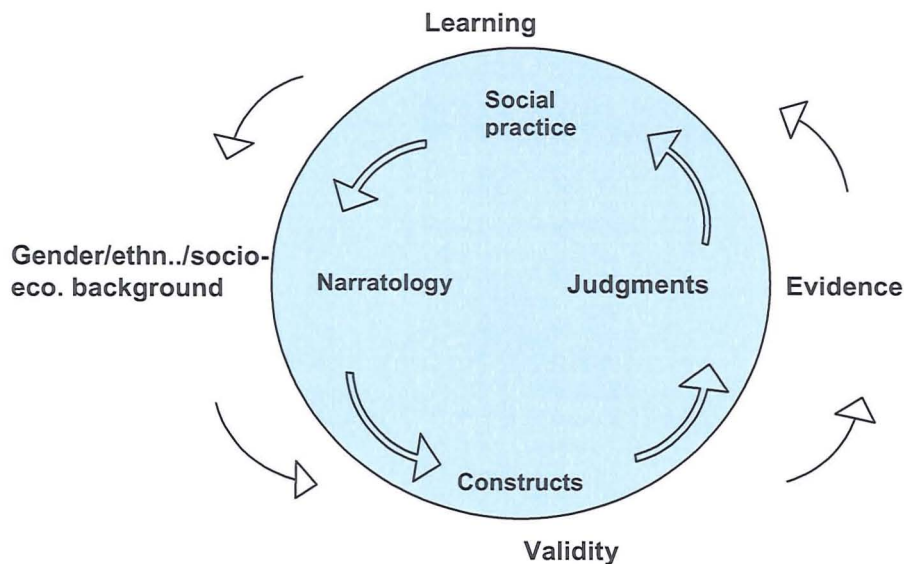 Learning
Social
practice
Gender/ethn../socio-
eco. background
Narratology
Judgments
Evidence
Constructs
Validity